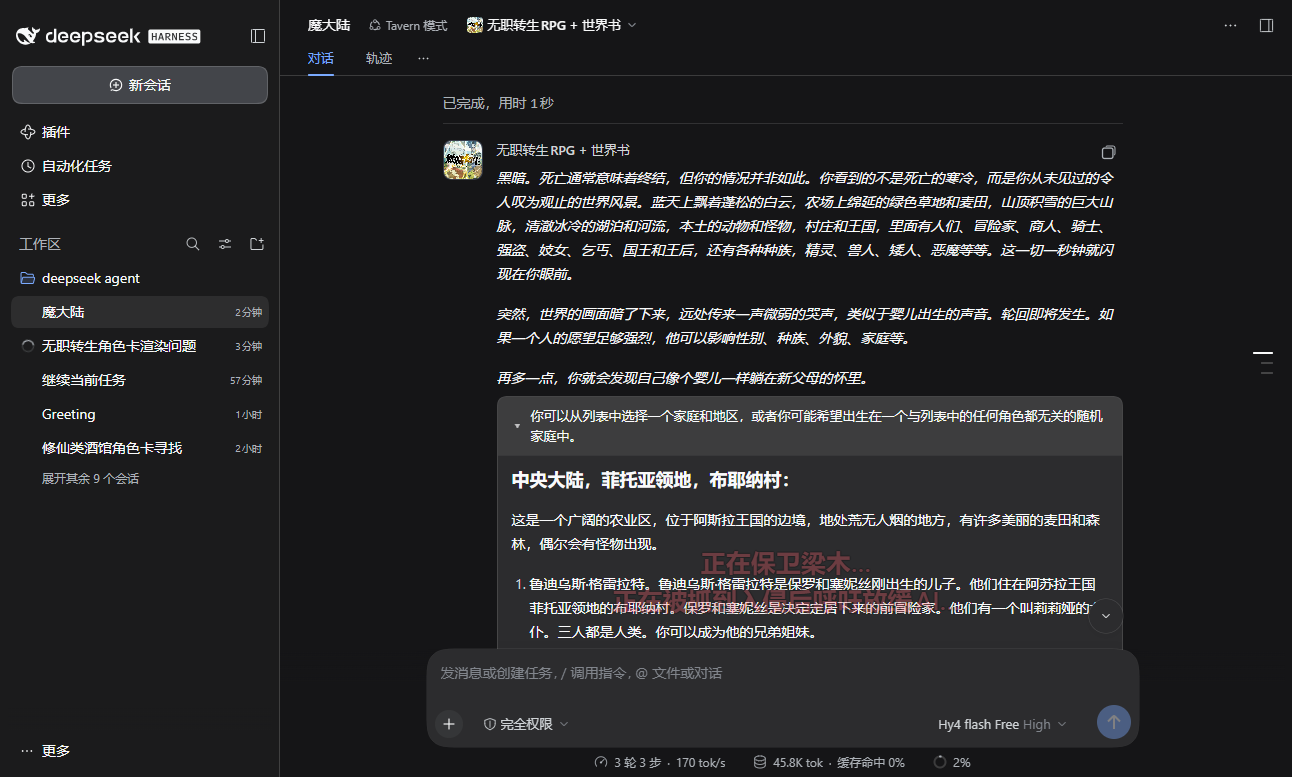 deepseek HARNESS
新会话
插件
自动化任务
更多
工作区
deepseek agent
魔大陆 2分钟
无职转生角色卡渲染问题 3分钟
继续当前任务 57分钟
Greeting 1小时
修仙类酒馆角色卡寻找 2小时
展开其余 9 个会话
更多
魔大陆 Tavern 模式 无职转生RPG + 世界书
对话 轨迹
已完成，用时 1 秒
无职转生RPG + 世界书
黑暗。死亡通常意味着终结，但你的情况并非如此。你看到的不是死亡的寒冷，而是你从未见过的令
人叹为观止的世界风景。蓝天上飘着蓬松的白云，农场上绵延的绿色草地和麦田，山顶积雪的巨大山
脉，清澈冰冷的湖泊和河流，本土的动物和怪物，村庄和王国，里面有人们、冒险家、商人、骑士、
强盗、妓女、乞丐、国王和王后，还有各种种族，精灵、兽人、矮人、恶魔等等。这一切一秒钟就闪
现在你眼前。
突然，世界的画面暗了下来，远处传来一声微弱的哭声，类似于婴儿出生的声音。轮回即将发生。如
果一个人的愿望足够强烈，他可以影响性别、种族、外貌、家庭等。
再多一点，你就会发现自己像个婴儿一样躺在新父母的怀里。
你可以从列表中选择一个家庭和地区，或者你可能希望出生在一个与列表中的任何角色都无关的随机
家庭中。
中央大陆，菲托亚领地，布耶纳村：
这是一个广阔的农业区，位于阿斯拉王国的边境，地处荒无人烟的地方，有许多美丽的麦田和森
林，偶尔会有怪物出现。
正在保卫梁木...
1. 鲁迪乌斯·格雷拉特。鲁迪乌斯·格雷拉特是保罗和塞妮丝刚出生的儿子。他们住在阿苏拉王国
菲托亚领地的布耶纳村。保罗和塞妮丝是决定定居下来的前冒险家。他们有一个叫莉莉娅的
仆。三人都是人类。你可以成为他的兄弟姐妹。
发消息或创建任务, / 调用指令, @ 文件或对话
完全权限
Hy4 flash Free High
3 轮 3 步 · 170 tok/s 45.8K tok · 缓存命中 0% 2%